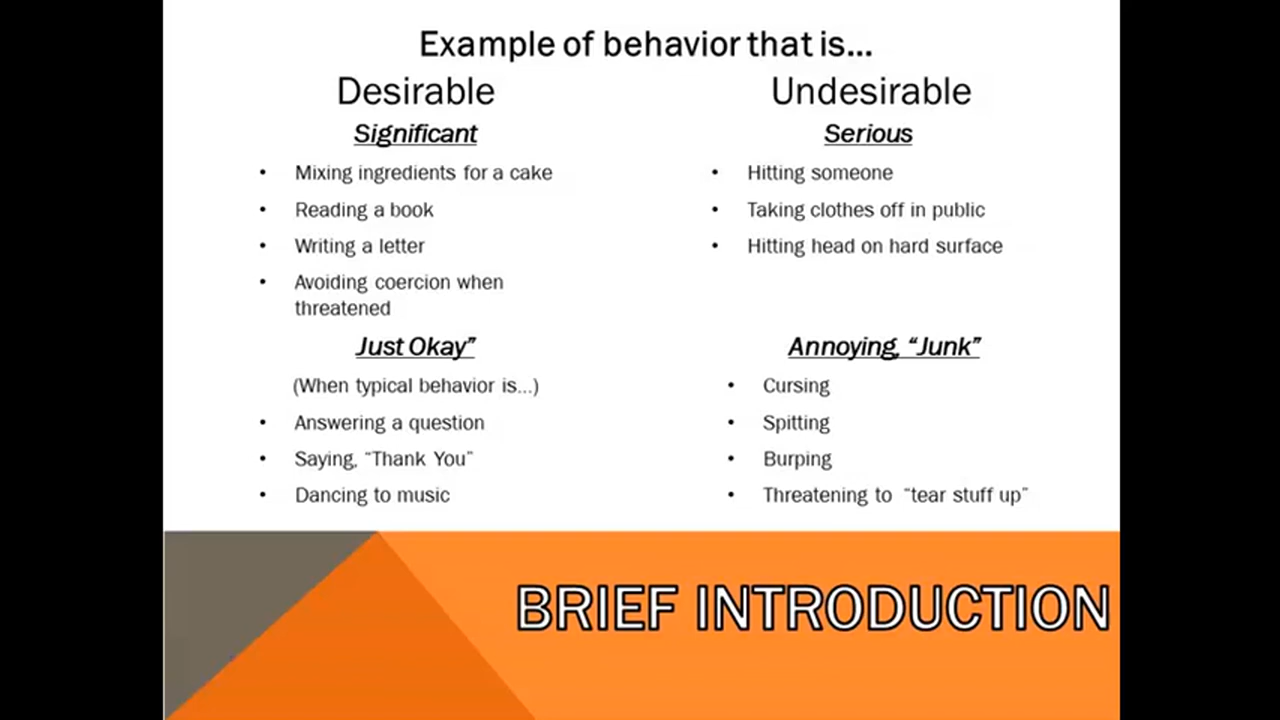 Example of behavior that is...
Desirable
Significant
• Mixing ingredients for a cake
• Reading a book
• Writing a letter
• Avoiding coercion when
threatened
Just Okay”
(When typical behavior is...)
• Answering a question
• Saying, “Thank You”
• Dancing to music
Undesirable
Serious
• Hitting someone
• Taking clothes off in public
• Hitting head on hard surface
Annoying, “Junk”
• Cursing
• Spitting
• Burping
• Threatening to “tear stuff up”
BRIEF INTRODUCTION